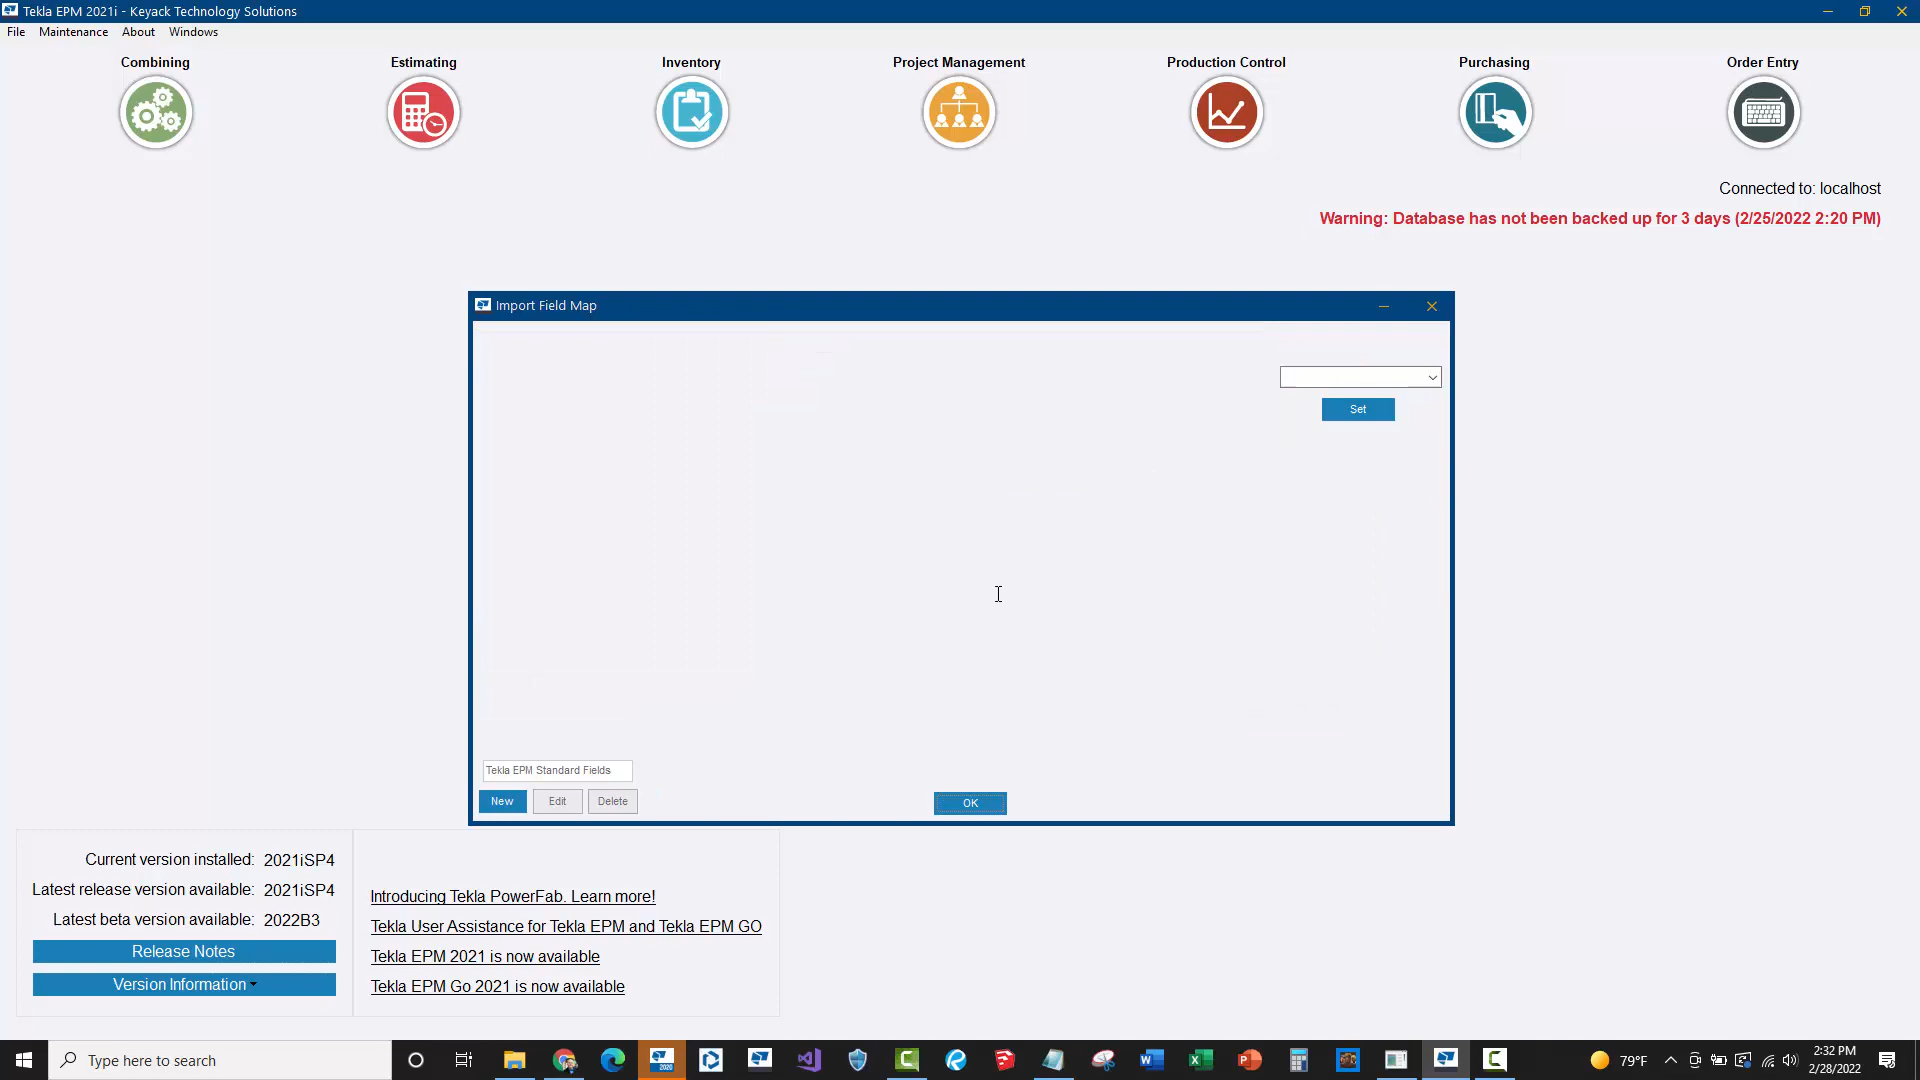 Tekla EPM 2021i - Keyack Technology Solutions
File Maintenance About Windows
Combining Estimating Inventory Project Management Production Control Purchasing Order Entry
Connected to: localhost
Warning: Database has not been backed up for 3 days (2/25/2022 2:20 PM)
Import Field Map
Set
Tekla EPM Standard Fields
New Edit Delete OK
Current version installed: 2021iSP4
Latest release version available: 2021iSP4
Latest beta version available: 2022B3
Release Notes
Version Information
Introducing Tekla PowerFab. Learn more!
Tekla User Assistance for Tekla EPM and Tekla EPM GO
Tekla EPM 2021 is now available
Tekla EPM Go 2021 is now available
Type here to search
2020
79°F
2:32 PM
2/28/2022